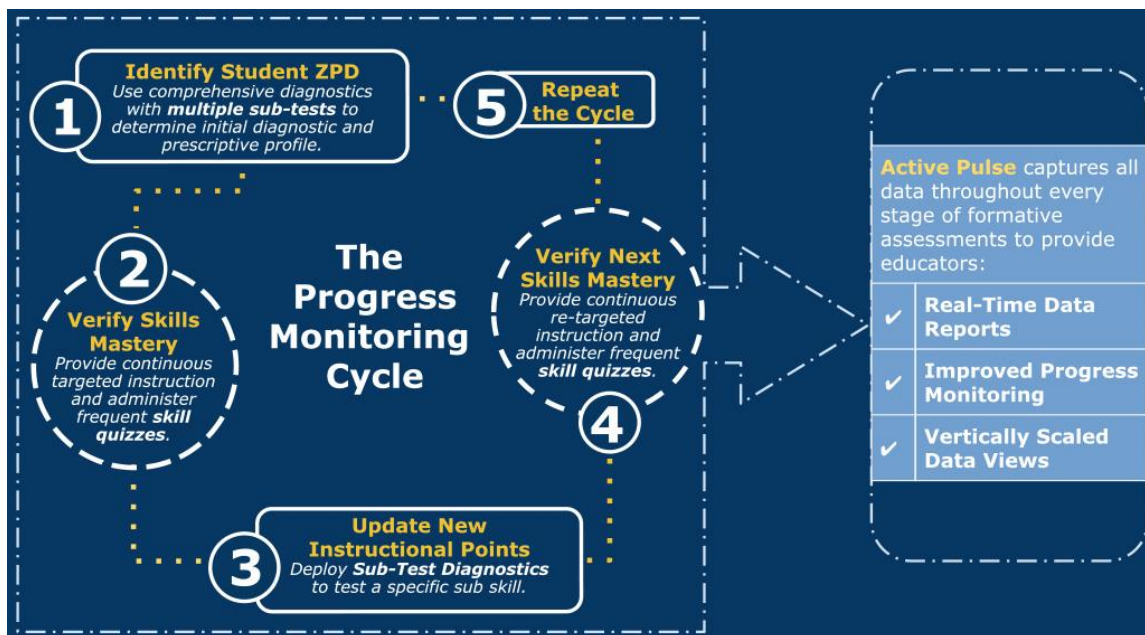 1
Identify Student ZPD
Use comprehensive diagnostics
with multiple sub-tests to
determine initial diagnostic and
prescriptive profile.
2
Verify Skills
Mastery
Provide continuous
targeted instruction
and administer
frequent skill
quizzes.
The
Progress
Monitoring
Cycle
3
Update New
Instructional Points
Deploy Sub-Test Diagnostics
to test a specific sub skill.
Verify Next
Skills Mastery
Provide continuous
re-targeted
instruction and
administer frequent
skill quizzes.
4
5
Repeat
the Cycle
Active Pulse captures all
data throughout every
stage of formative
assessments to provide
educators:
✔ Real-Time Data
Reports
✔ Improved Progress
Monitoring
✔ Vertically Scaled
Data Views